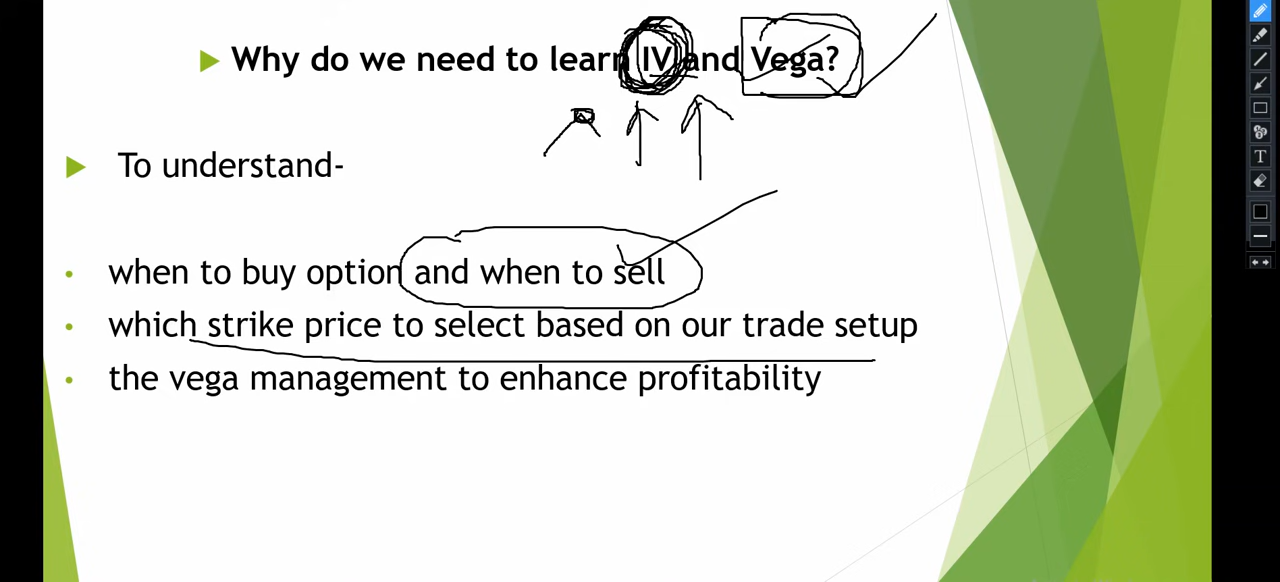 Why do we need to learn IV and Vega?
To understand-
when to buy option and when to sell
which strike price to select based on our trade setup
the vega management to enhance profitability